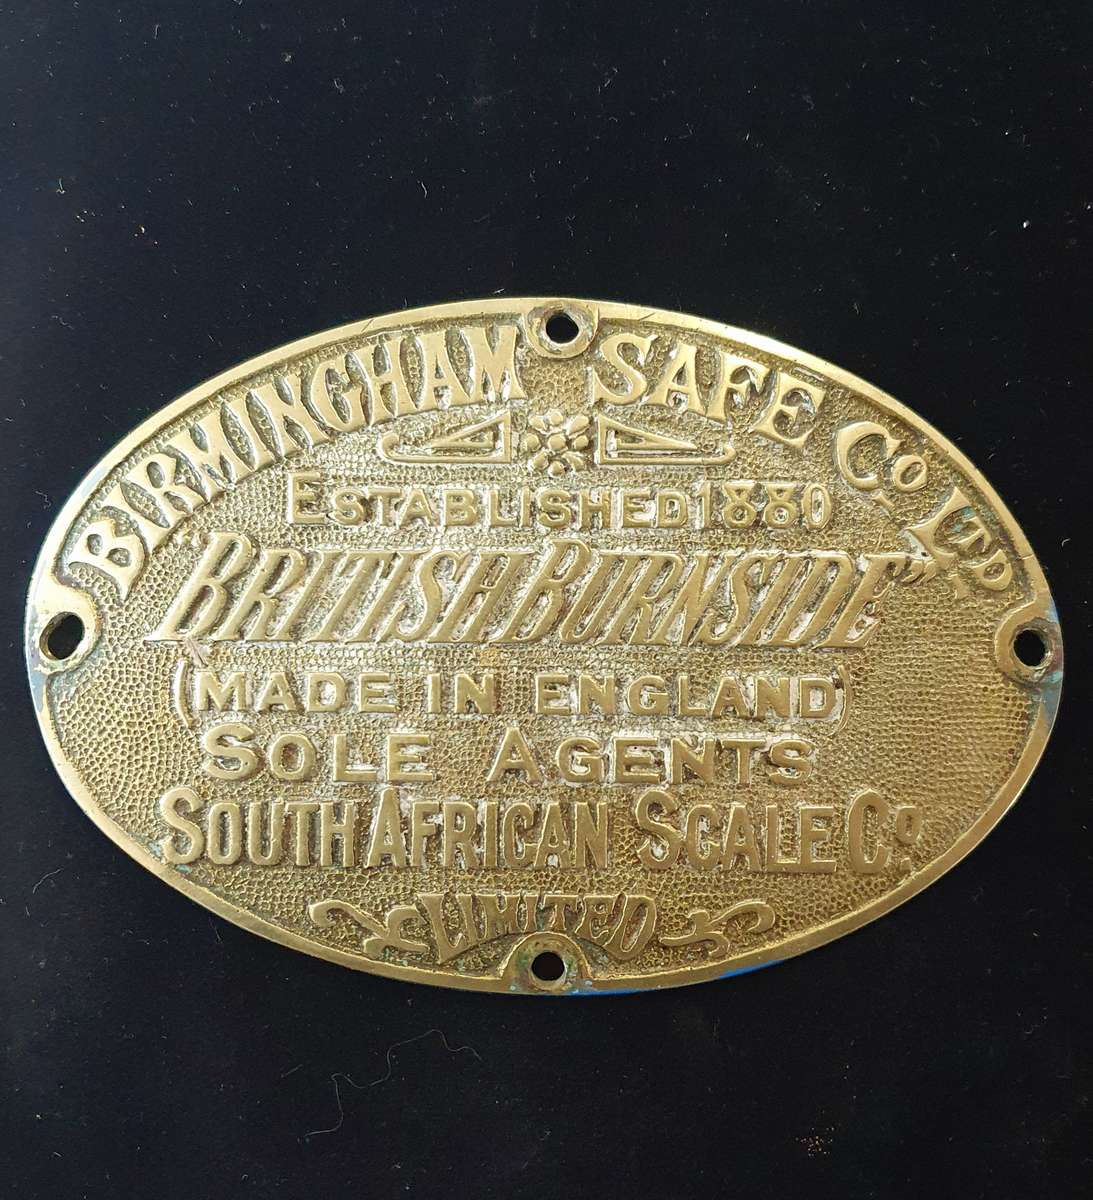 BIRMINGHAM SAFE Co LTD
ESTABLISHED 1880
"BRITISH BURNSIDE"
(MADE IN ENGLAND)
SOLE AGENTS
SOUTH AFRICAN SCALE Co
LIMITED